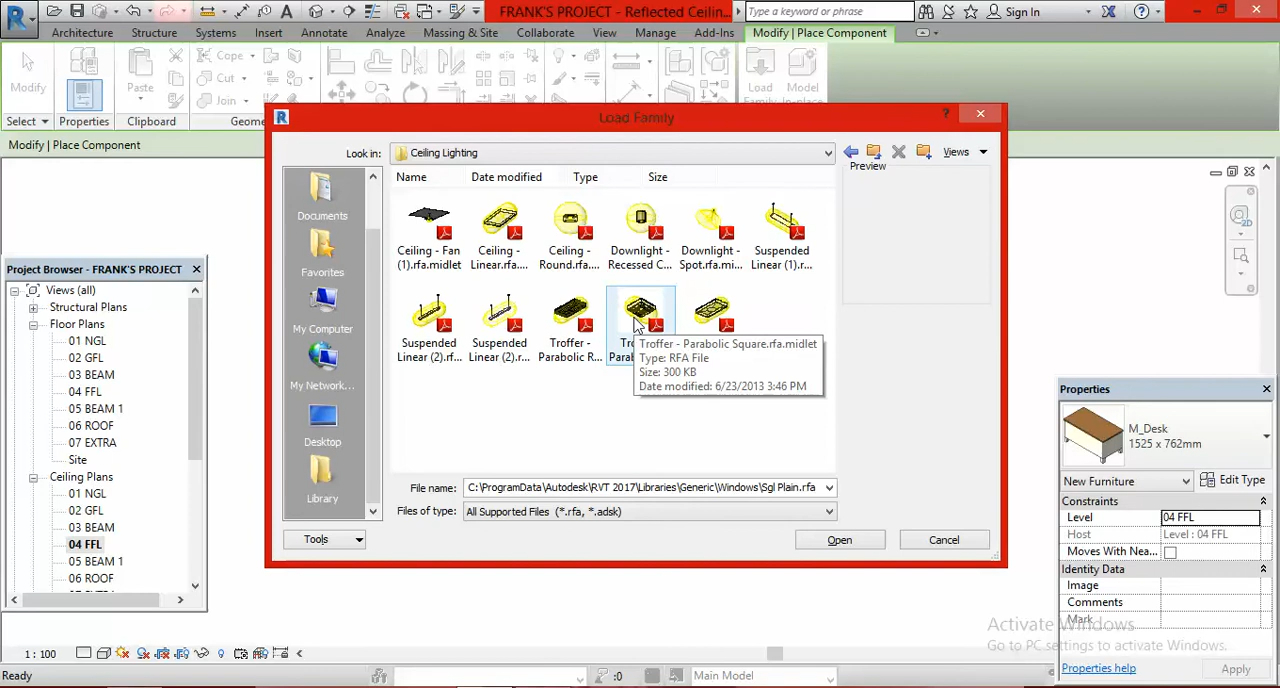 FRANK'S PROJECT - Reflected Ceilin...
Type a keyword or phrase
Sign In
Architecture
Structure
Systems
Insert
Annotate
Analyze
Massing & Site
Collaborate
View
Manage
Add-Ins
Modify | Place Component
Modify
Properties
Paste
Cope
Cut
Join
Load
Family
Model
In-place
Select
Properties
Clipboard
Geome
Modify | Place Component
Load Family
Look in:
Ceiling Lighting
Views
Name
Date modified
Type
Size
Preview
Documents
Favorites
My Computer
My Network...
Desktop
Library
Ceiling - Fan
(1).rfa.midlet
Ceiling -
Linear.rfa....
Ceiling -
Round.rfa....
Downlight -
Recessed C...
Downlight -
Spot.rfa.mi...
Suspended
Linear (1).rf...
Suspended
Linear (2).rf...
Suspended
Linear (2).rf...
Troffer -
Parabolic R...
Troffer - Parabolic Square.rfa.midlet
Type: RFA File
Size: 300 KB
Date modified: 6/23/2013 3:46 PM
File name:
C:\ProgramData\Autodesk\RVT 2017\Libraries\Generic\Windows\Sgl Plain.rfa
Files of type:
All Supported Files (*.rfa, *.adsk)
Tools
Open
Cancel
Project Browser - FRANK'S PROJECT
Views (all)
Structural Plans
Floor Plans
01 NGL
02 GFL
03 BEAM
04 FFL
05 BEAM 1
06 ROOF
07 EXTRA
Site
Ceiling Plans
01 NGL
02 GFL
03 BEAM
04 FFL
05 BEAM 1
06 ROOF
Properties
M_Desk
1525 x 762mm
New Furniture
Edit Type
Constraints
Level
04 FFL
Host
Level : 04 FFL
Moves With Nea...
Identity Data
Image
Comments
Mark
Properties help
Apply
Activate Windows
Go to PC settings to activate Windows.
1 : 100
Ready
:0
Main Model